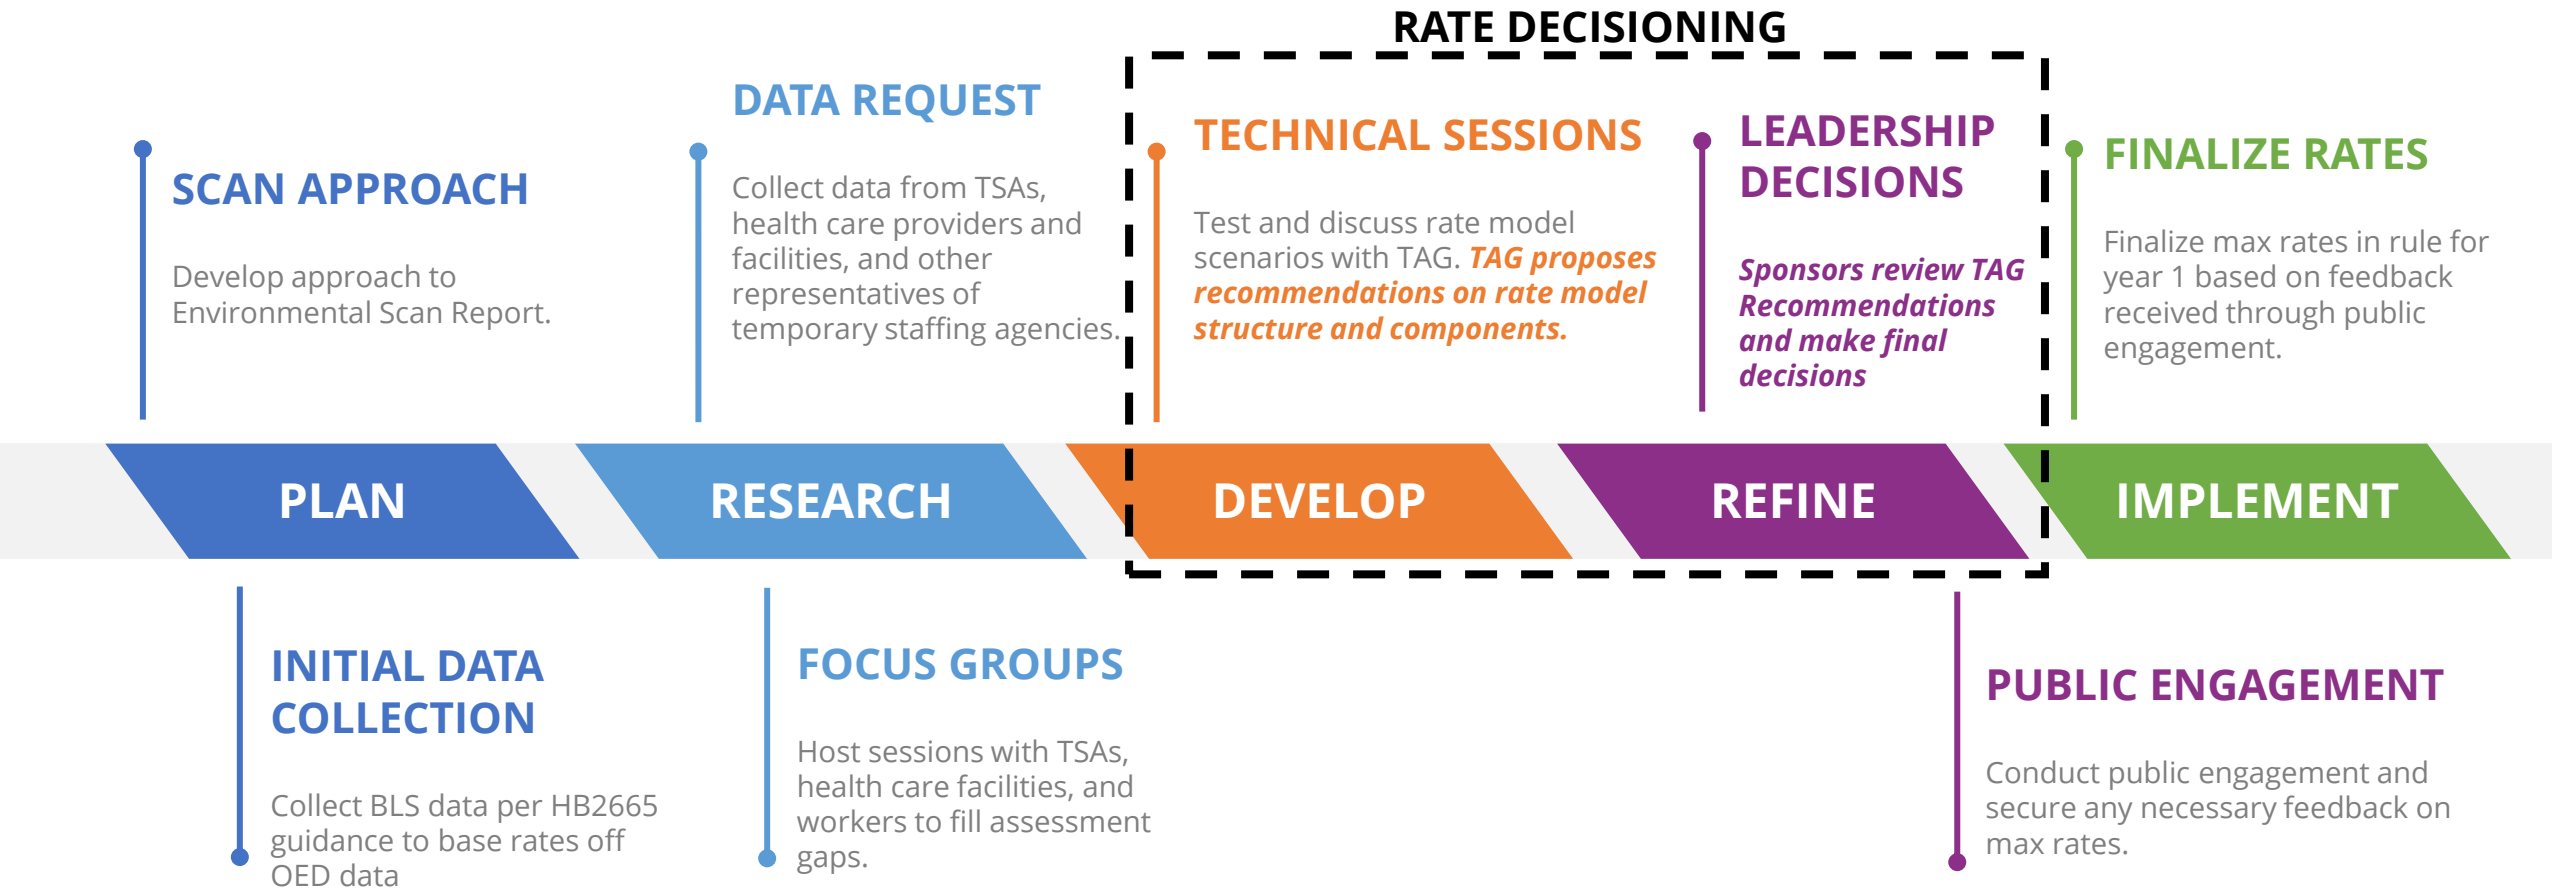 RATE DECISIONING
SCAN APPROACH
Develop approach to
Environmental Scan Report.
DATA REQUEST
Collect data from TSAs,
health care providers and
facilities, and other
representatives of
temporary staffing agencies.
TECHNICAL SESSIONS
Test and discuss rate model
scenarios with TAG. TAG proposes
recommendations on rate model
structure and components.
LEADERSHIP
DECISIONS
Sponsors review TAG
Recommendations
and make final
decisions
FINALIZE RATES
Finalize max rates in rule for
year 1 based on feedback
received through public
engagement.
PLAN
RESEARCH
DEVELOP
REFINE
IMPLEMENT
INITIAL DATA
COLLECTION
Collect BLS data per HB2665
guidance to base rates off
OED data
FOCUS GROUPS
Host sessions with TSAs,
health care facilities, and
workers to fill assessment
gaps.
PUBLIC ENGAGEMENT
Conduct public engagement and
secure any necessary feedback on
max rates.